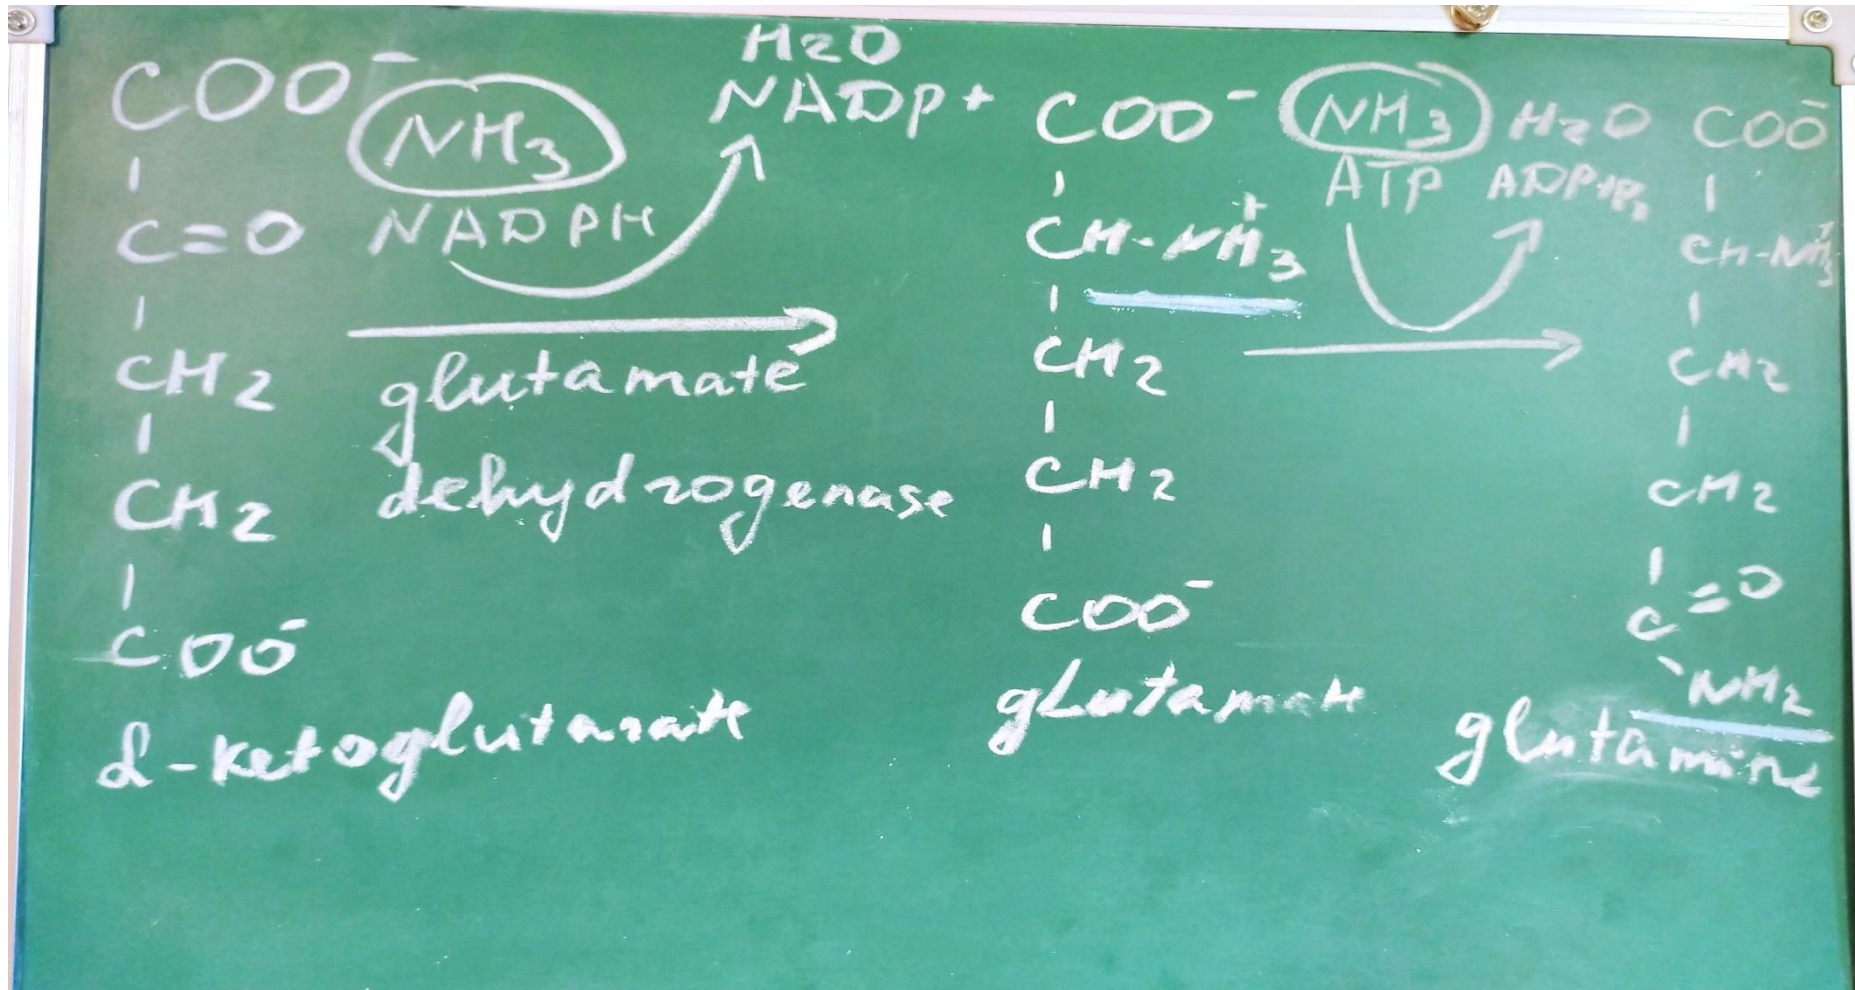 COO⁻
C=O
CH2
CH2
COO⁻
α-ketoglutarate
NH3
NADPH
H2O
NADP+
glutamate
dehydrogenase
COO⁻
CH-NH3+
CH2
CH2
COO⁻
glutamate
NH3
ATP
H2O
ADP+Pi
COO⁻
CH-NH3+
CH2
CH2
C=O
NH2
glutamine